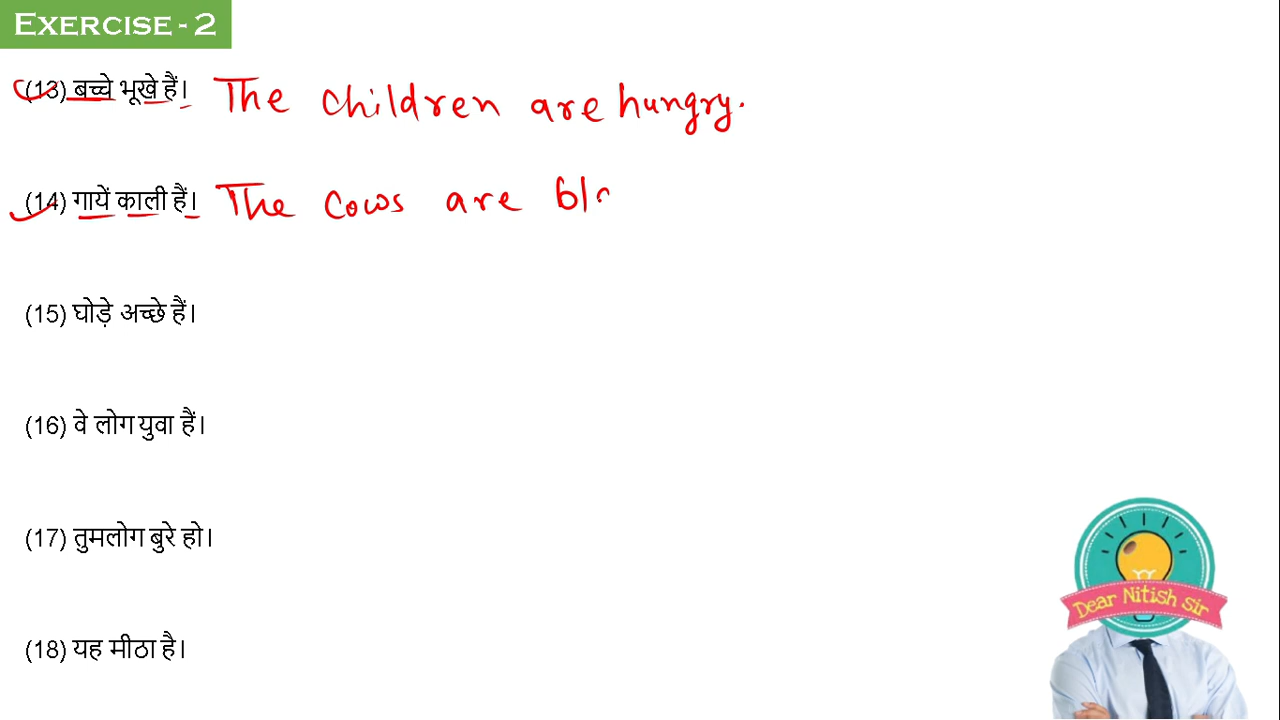 EXERCISE - 2
(13) बच्चे भूखे हैं। The children are hungry.
(14) गायें काली हैं। The cows are bla
(15) घोड़े अच्छे हैं।
(16) वे लोग युवा हैं।
(17) तुमलोग बुरे हो।
(18) यह मीठा है।
Dear Nitish Sir